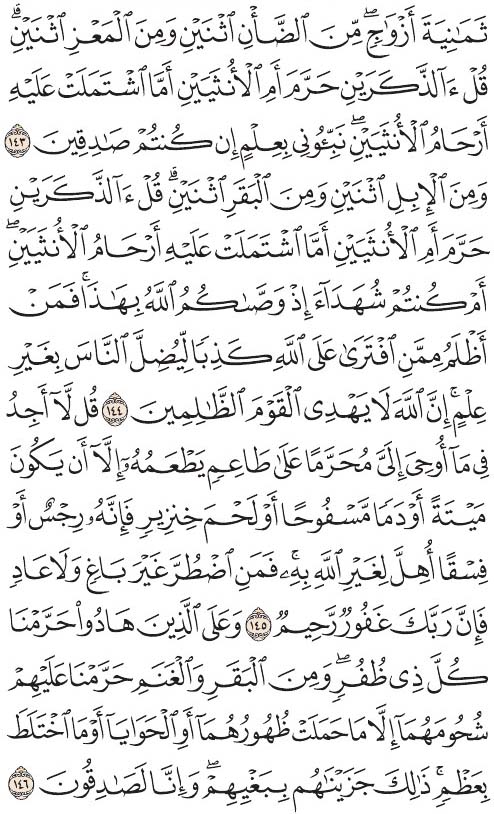 ثَمَٰنِيَةَ أَزۡوَٰجٖۖ مِّنَ ٱلضَّأۡنِ ٱثۡنَيۡنِ وَمِنَ ٱلۡمَعۡزِ ٱثۡنَيۡنِۗ
قُلۡ ءَآلذَّكَرَيۡنِ حَرَّمَ أَمِ ٱلۡأُنثَيَيۡنِ أَمَّا ٱشۡتَمَلَتۡ عَلَيۡهِ
أَرۡحَامُ ٱلۡأُنثَيَيۡنِۖ نَبِّـُٔونِي بِعِلۡمٍ إِن كُنتُمۡ صَٰدِقِينَ ١٤٣
وَمِنَ ٱلۡإِبِلِ ٱثۡنَيۡنِ وَمِنَ ٱلۡبَقَرِ ٱثۡنَيۡنِۗ قُلۡ ءَآلذَّكَرَيۡنِ
حَرَّمَ أَمِ ٱلۡأُنثَيَيۡنِ أَمَّا ٱشۡتَمَلَتۡ عَلَيۡهِ أَرۡحَامُ ٱلۡأُنثَيَيۡنِۖ
أَمۡ كُنتُمۡ شُهَدَآءَ إِذۡ وَصَّىٰكُمُ ٱللَّهُ بِهَٰذَاۚ فَمَنۡ
أَظۡلَمُ مِمَّنِ ٱفۡتَرَىٰ عَلَى ٱللَّهِ كَذِبٗا لِّيُضِلَّ ٱلنَّاسَ بِغَيۡرِ
عِلۡمٍۚ إِنَّ ٱللَّهَ لَا يَهۡدِي ٱلۡقَوۡمَ ٱلظَّٰلِمِينَ ١٤٤ قُل لَّآ أَجِدُ
فِي مَآ أُوحِيَ إِلَيَّ مُحَرَّمًا عَلَىٰ طَاعِمٖ يَطۡعَمُهُۥٓ إِلَّآ أَن يَكُونَ
مَيۡتَةً أَوۡ دَمٗا مَّسۡفُوحًا أَوۡ لَحۡمَ خِنزِيرٖ فَإِنَّهُۥ رِجۡسٌ أَوۡ
فِسۡقًا أُهِلَّ لِغَيۡرِ ٱللَّهِ بِهِۦۚ فَمَنِ ٱضۡطُرَّ غَيۡرَ بَاغٖ وَلَا عَادٖ
فَإِنَّ رَبَّكَ غَفُورٞ رَّحِيمٞ ١٤٥ وَعَلَى ٱلَّذِينَ هَادُواْ حَرَّمۡنَا
كُلَّ ذِي ظُفُرٖۖ وَمِنَ ٱلۡبَقَرِ وَٱلۡغَنَمِ حَرَّمۡنَا عَلَيۡهِمۡ
شُحُومَهُمَآ إِلَّا مَا حَمَلَتۡ ظُهُورُهُمَآ أَوِ ٱلۡحَوَايَآ أَوۡ مَا ٱخۡتَلَطَ
بِعَظۡمٖۚ ذَٰلِكَ جَزَيۡنَٰهُم بِبَغۡيِهِمۡۖ وَإِنَّا لَصَٰدِقُونَ ١٤٦